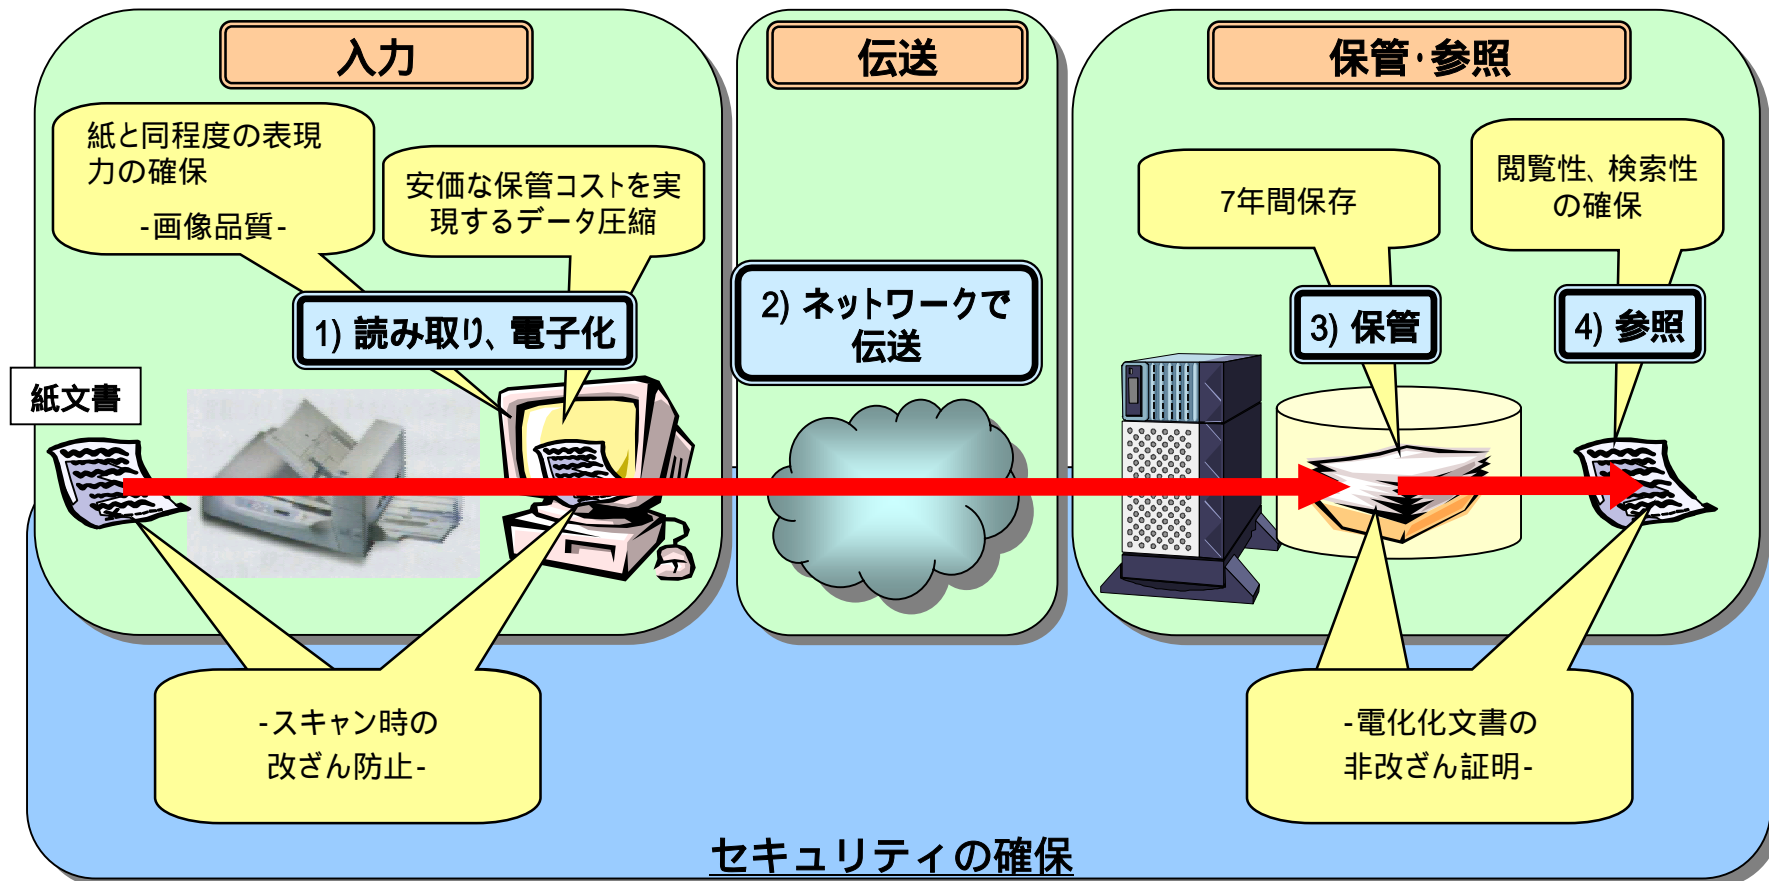 入力
紙と同程度の表現
力の確保
-画像品質-
安価な保管コストを実
現するデータ圧縮
1) 読み取り、電子化
紙文書
-スキャン時の
改ざん防止-
伝送
2) ネットワークで
伝送
保管・参照
7年間保存
閲覧性、検索性
の確保
3) 保管
4) 参照
-電化化文書の
非改ざん証明-
セキュリティの確保